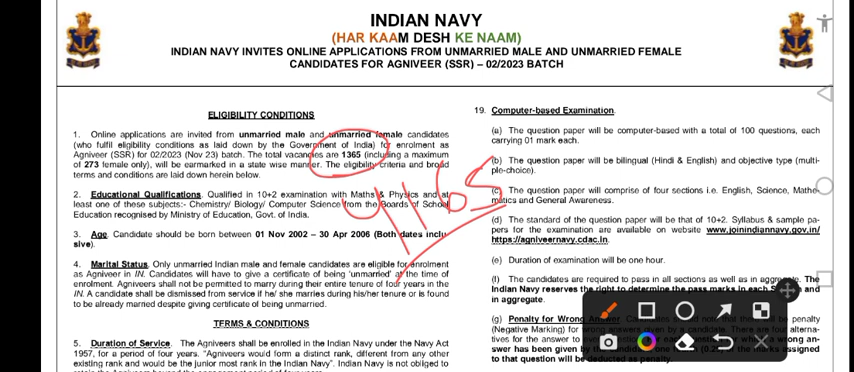 INDIAN NAVY
(HAR KAAM DESH KE NAAM)
INDIAN NAVY INVITES ONLINE APPLICATIONS FROM UNMARRIED MALE AND UNMARRIED FEMALE
CANDIDATES FOR AGNIVEER (SSR) – 02/2023 BATCH
ELIGIBILITY CONDITIONS
1. Online applications are invited from unmarried male and unmarried female candidates
(who fulfil eligibility conditions as laid down by the Government of India) for enrolment as
Agniveer (SSR) for 02/2023 (Nov 23) batch. The total vacancies are 1365 (including a maximum
of 273 female only), will be earmarked in a state wise manner. The eligibility criteria and broad
terms and conditions are laid down herein below.
2. Educational Qualifications. Qualified in 10+2 examination with Maths & Physics and at
least one of these subjects:- Chemistry/ Biology/ Computer Science from the Boards of School
Education recognised by Ministry of Education, Govt. of India.
3. Age. Candidate should be born between 01 Nov 2002 – 30 Apr 2006 (Both dates inclu
sive).
4. Marital Status. Only unmarried Indian male and female candidates are eligible for enrolment
as Agniveer in IN. Candidates will have to give a certificate of being 'unmarried' at the time of
enrolment. Agniveers shall not be permitted to marry during their entire tenure of four years in the
IN. A candidate shall be dismissed from service if he/ she marries during his/her tenure or is found
to be already married despite giving certificate of being unmarried.
TERMS & CONDITIONS
5. Duration of Service. The Agniveers shall be enrolled in the Indian Navy under the Navy Act
1957, for a period of four years. "Agniveers would form a distinct rank, different from any other
existing rank and would be the junior most rank in the Indian Navy". Indian Navy is not obliged to
19. Computer-based Examination.
(a) The question paper will be computer-based with a total of 100 questions, each
carrying 01 mark each.
(b) The question paper will be bilingual (Hindi & English) and objective type (multi-
ple-choice).
(c) The question paper will comprise of four sections i.e. English, Science, Mathe
matics and General Awareness.
(d) The standard of the question paper will be that of 10+2. Syllabus & sample pa-
pers for the examination are available on website www.joinindiannavy.gov.in/
https://agniveernavy.cdac.in.
(e) Duration of examination will be one hour.
(f) The candidates are required to pass in all sections as well as in aggregate. The
Indian Navy reserves the right to determine the pass marks in each and
in aggregate.
(g) Penalty for Wrong Answer. penalty
(Negative Marking) for alterna-
tives for the answer to an-
swer has been given assigned
to that question will be deducted as penalty.